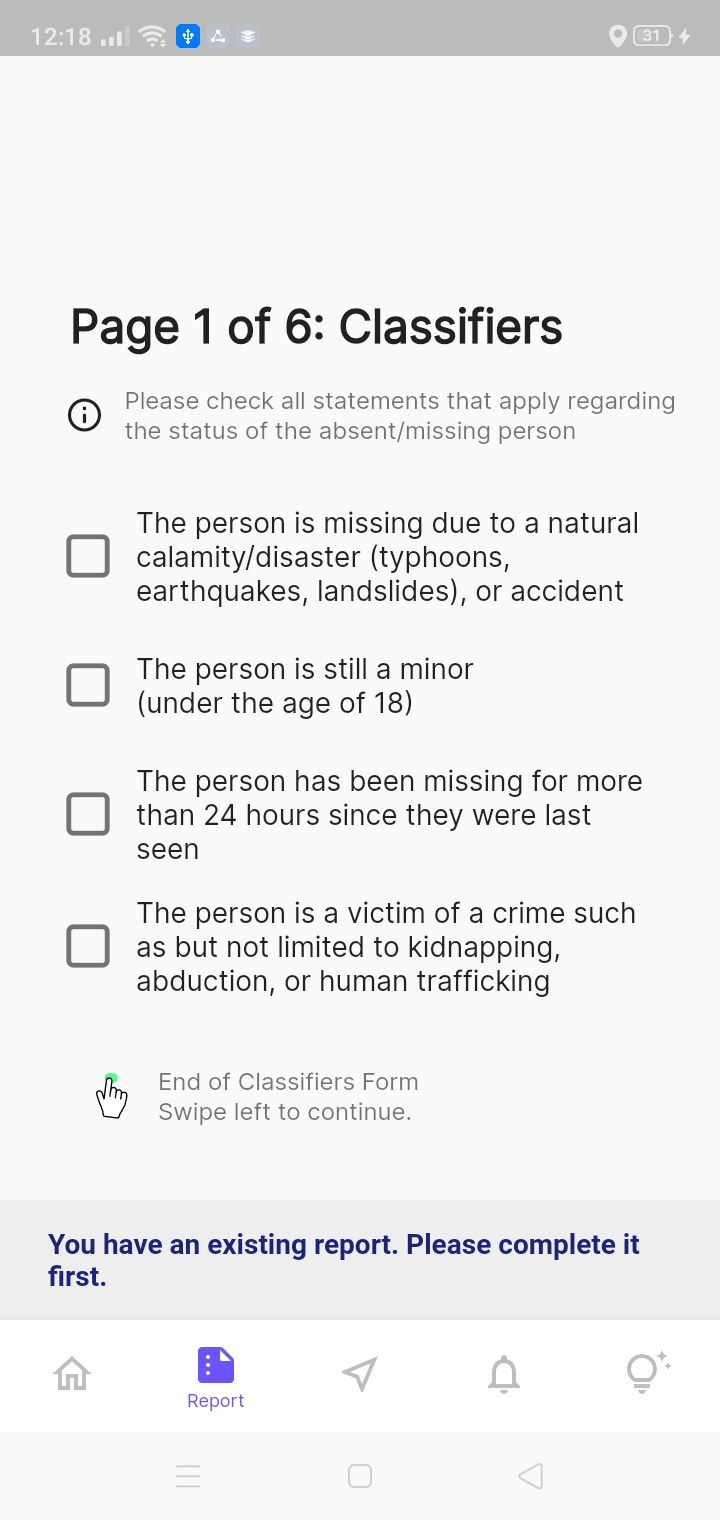 12:18
31
Page 1 of 6: Classifiers
Please check all statements that apply regarding
the status of the absent/missing person
The person is missing due to a natural
calamity/disaster (typhoons,
earthquakes, landslides), or accident
The person is still a minor
(under the age of 18)
The person has been missing for more
than 24 hours since they were last
seen
The person is a victim of a crime such
as but not limited to kidnapping,
abduction, or human trafficking
End of Classifiers Form
Swipe left to continue.
You have an existing report. Please complete it
first.
Report